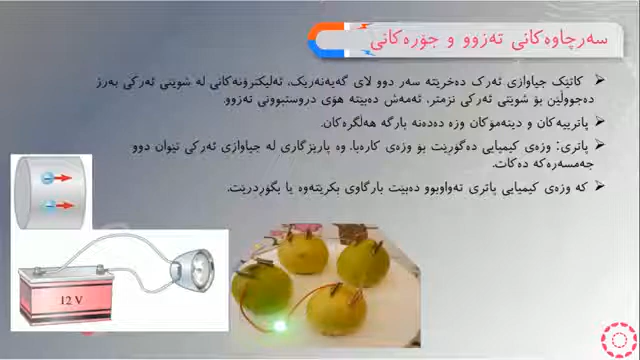 سەرچاوەکانی تەزوو و جۆرەکانی
کاتێک جیاوازی ئەرک دەخرێتە سەر دوو لای گەیەنەرێک، ئەلیکترۆنەکانی لە شوێنی ئەرکی بەرز
دەجووڵێن بۆ شوێنی ئەرکی نزمتر، ئەمەش دەبێتە هۆی دروستبوونی تەزوو.
پاترییەکان و دینەمۆکان وزە دەدەنە بارگە هەڵگرەکان.
پاتری: وزەی کیمیایی دەگۆڕێت بۆ وزەی کارەبا. وە پارێزگاری لە جیاوازی ئەرکی نێوان دوو
جەمسەرەکە دەکات.
کە وزەی کیمیایی پاتری تەواوبوو دەبێت بارگاوی بکرێتەوە یا بگۆڕدرێت.
12 V